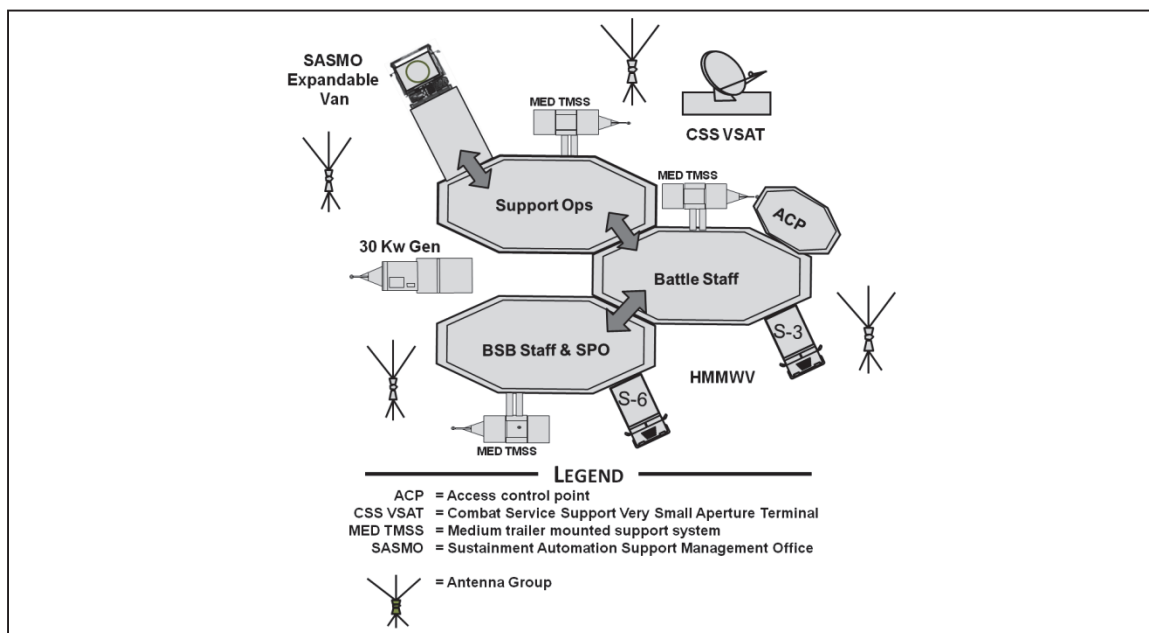 SASMO
Expandable
Van
MED TMSS
CSS VSAT
MED TMSS
Support Ops
ACP
30 Kw Gen
Battle Staff
S-3
BSB Staff & SPO
HMMWV
S-6
MED TMSS
LEGEND
ACP = Access control point
CSS VSAT = Combat Service Support Very Small Aperture Terminal
MED TMSS = Medium trailer mounted support system
SASMO = Sustainment Automation Support Management Office
= Antenna Group